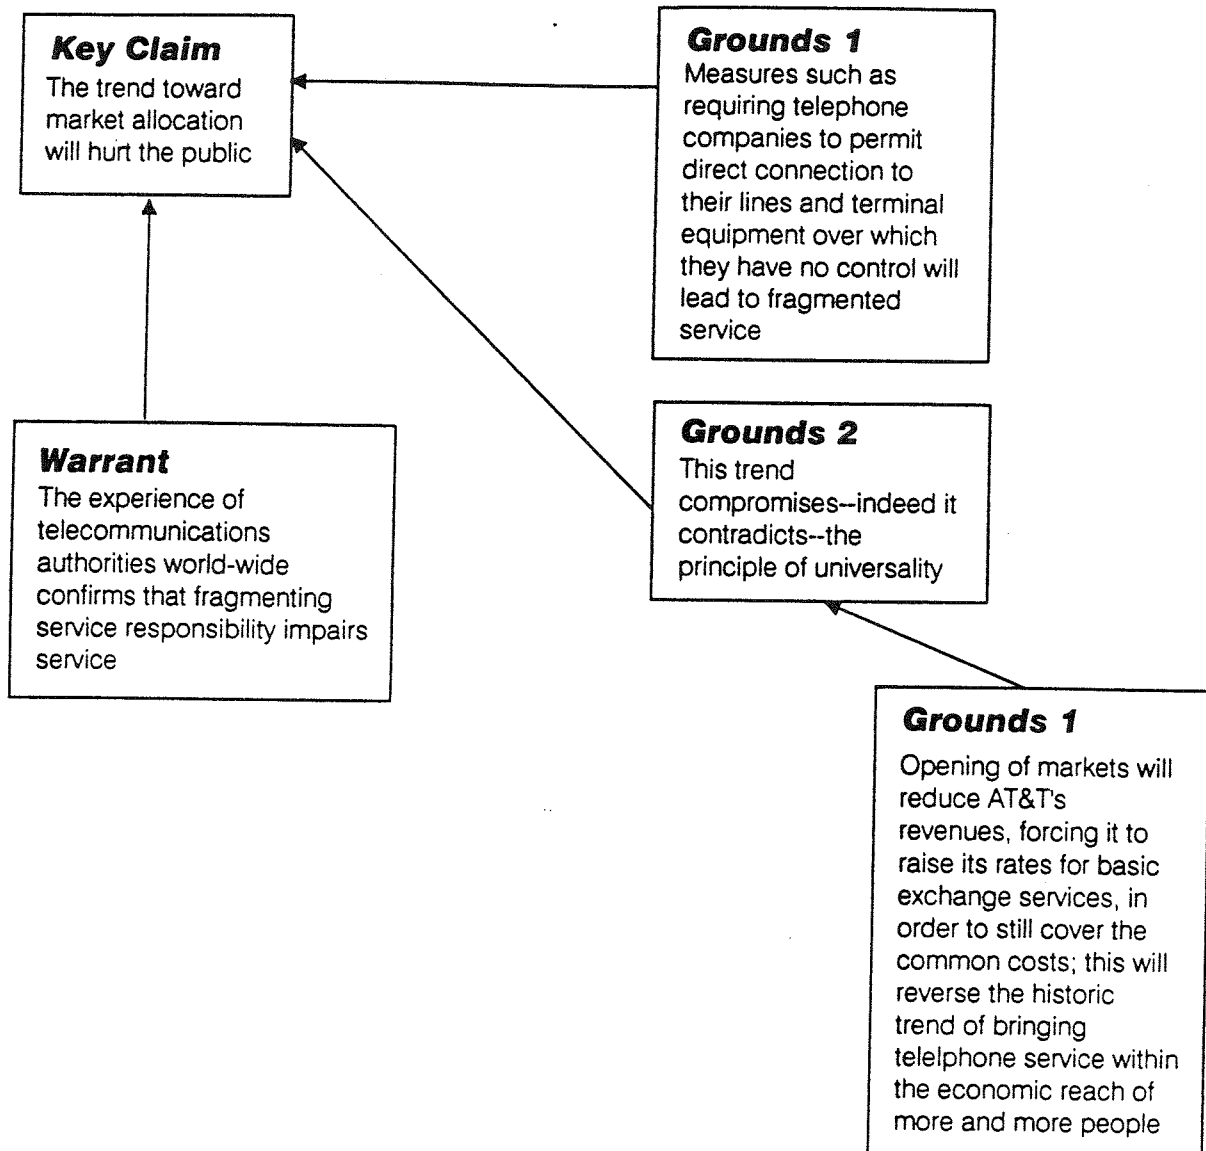 Key Claim
The trend toward
market allocation
will hurt the public
Grounds 1
Measures such as
requiring telephone
companies to permit
direct connection to
their lines and terminal
equipment over which
they have no control will
lead to fragmented
service
Warrant
The experience of
telecommunications
authorities world-wide
confirms that fragmenting
service responsibility impairs
service
Grounds 2
This trend
compromises--indeed it
contradicts--the
principle of universality
Grounds 1
Opening of markets will
reduce AT&T's
revenues, forcing it to
raise its rates for basic
exchange services, in
order to still cover the
common costs; this will
reverse the historic
trend of bringing
telelphone service within
the economic reach of
more and more people